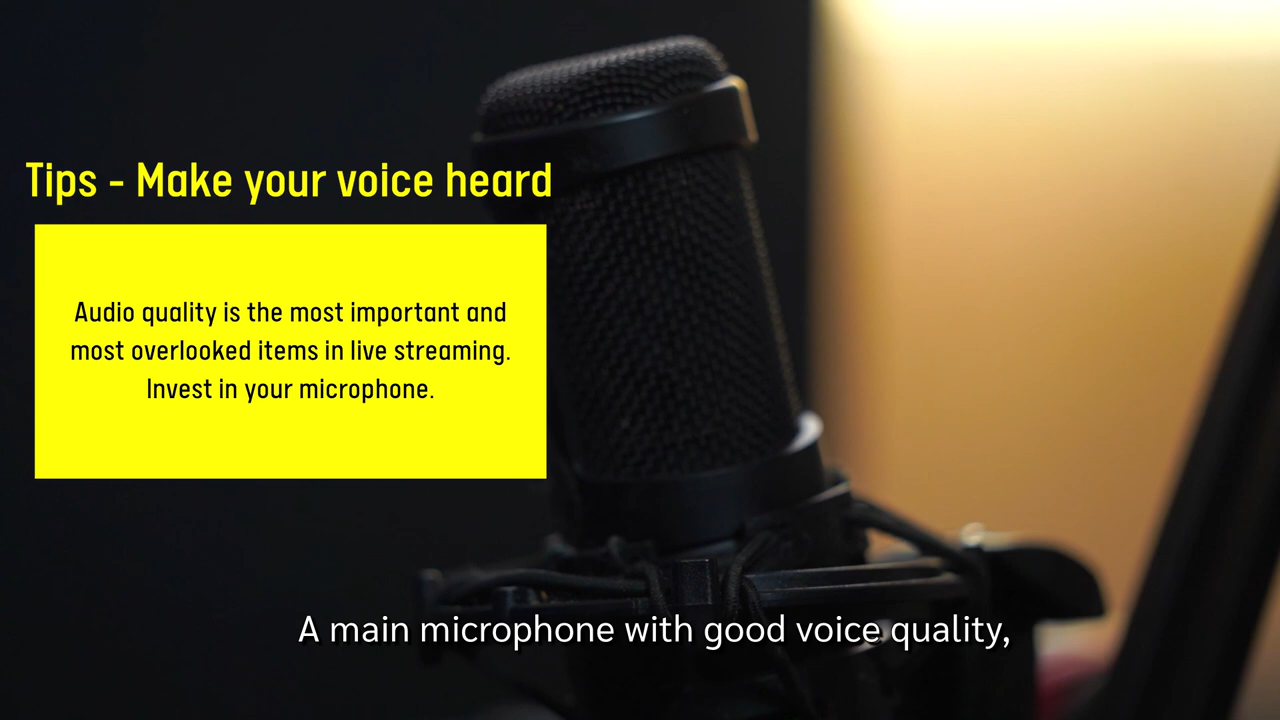 Tips - Make your voice heard
Audio quality is the most important and
most overlooked items in live streaming.
Invest in your microphone.
A main microphone with good voice quality,